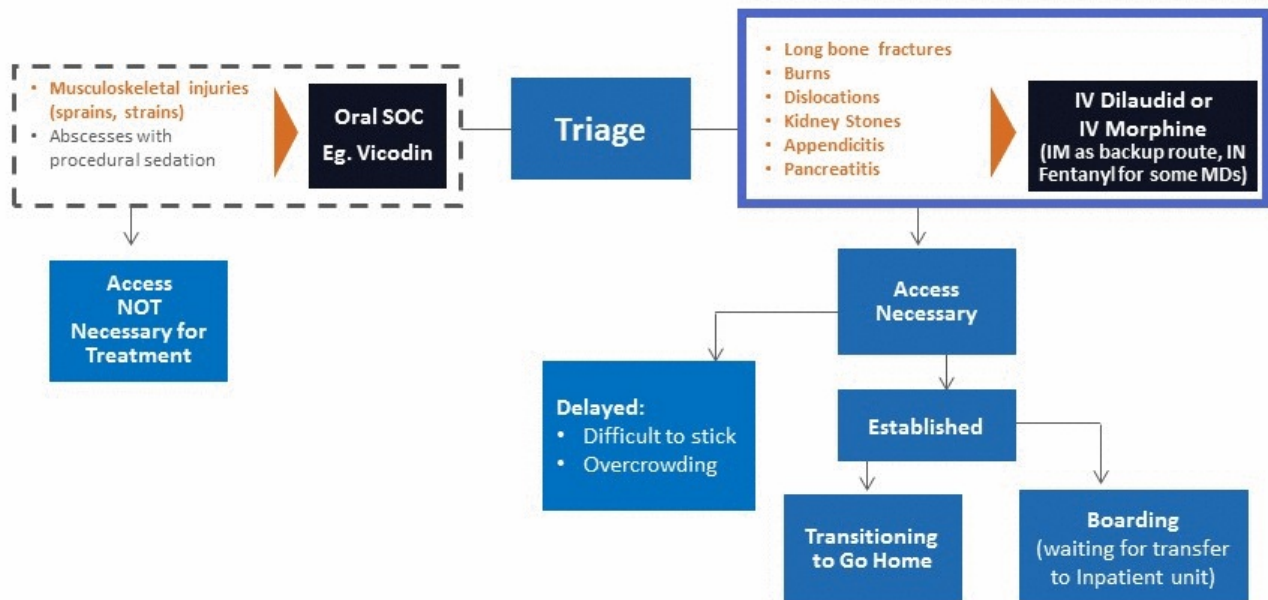 • Musculoskeletal injuries
(sprains, strains)
• Abscesses with
procedural sedation
Oral SOC
Eg. Vicodin
Triage
• Long bone fractures
• Burns
• Dislocations
• Kidney Stones
• Appendicitis
• Pancreatitis
IV Dilaudid or
IV Morphine
(IM as backup route, IN
Fentanyl for some MDs)
Access
NOT
Necessary for
Treatment
Access
Necessary
Delayed:
• Difficult to stick
• Overcrowding
Established
Transitioning
to Go Home
Boarding
(waiting for transfer
to Inpatient unit)